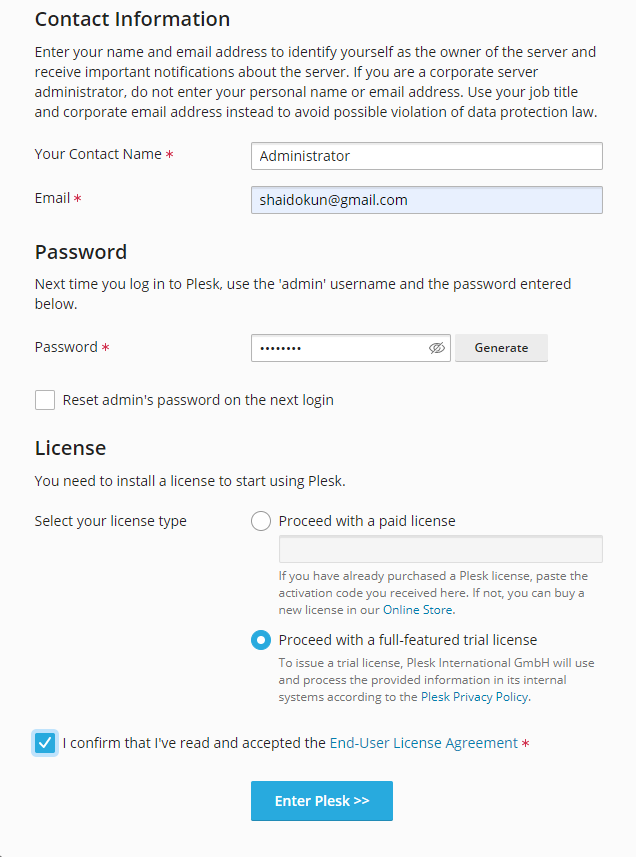 Contact Information
Enter your name and email address to identify yourself as the owner of the server and
receive important notifications about the server. If you are a corporate server
administrator, do not enter your personal name or email address. Use your job title
and corporate email address instead to avoid possible violation of data protection law.
Your Contact Name *
Administrator
Email *
shaidokun@gmail.com
Password
Next time you log in to Plesk, use the 'admin' username and the password entered
below.
Password *
••••••••
Generate
Reset admin's password on the next login
License
You need to install a license to start using Plesk.
Select your license type
Proceed with a paid license
If you have already purchased a Plesk license, paste the
activation code you received here. If not, you can buy a
new license in our Online Store.
Proceed with a full-featured trial license
To issue a trial license, Plesk International GmbH will use
and process the provided information in its internal
systems according to the Plesk Privacy Policy.
I confirm that I've read and accepted the End-User License Agreement *
Enter Plesk >>